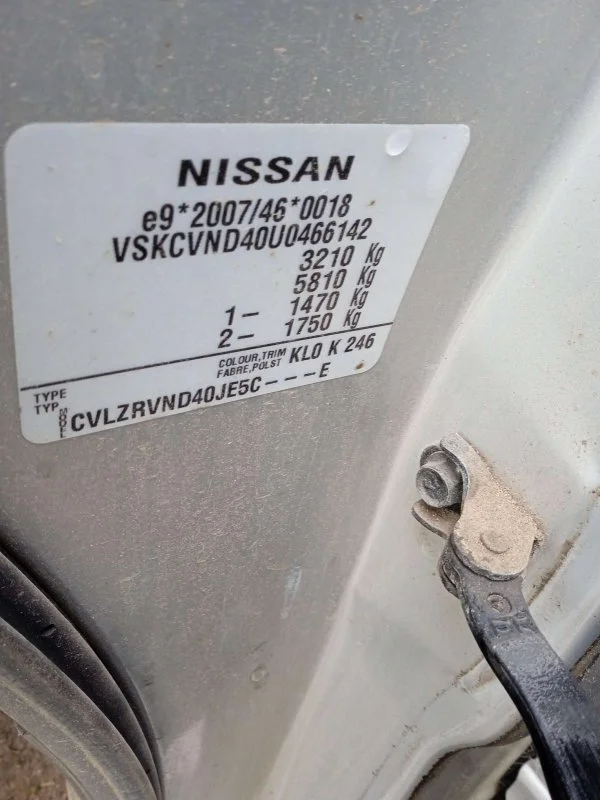 NISSAN
e9*2007/46*0018
VSKCVND40U0466142
3210 Kg
5810 Kg
1- 1470 Kg
2- 1750 Kg
COLOUR,TRIM KL0 K 246
FABRE,POLST
TYPE
TYP
MODEL CVLZRVND40JE5C---E